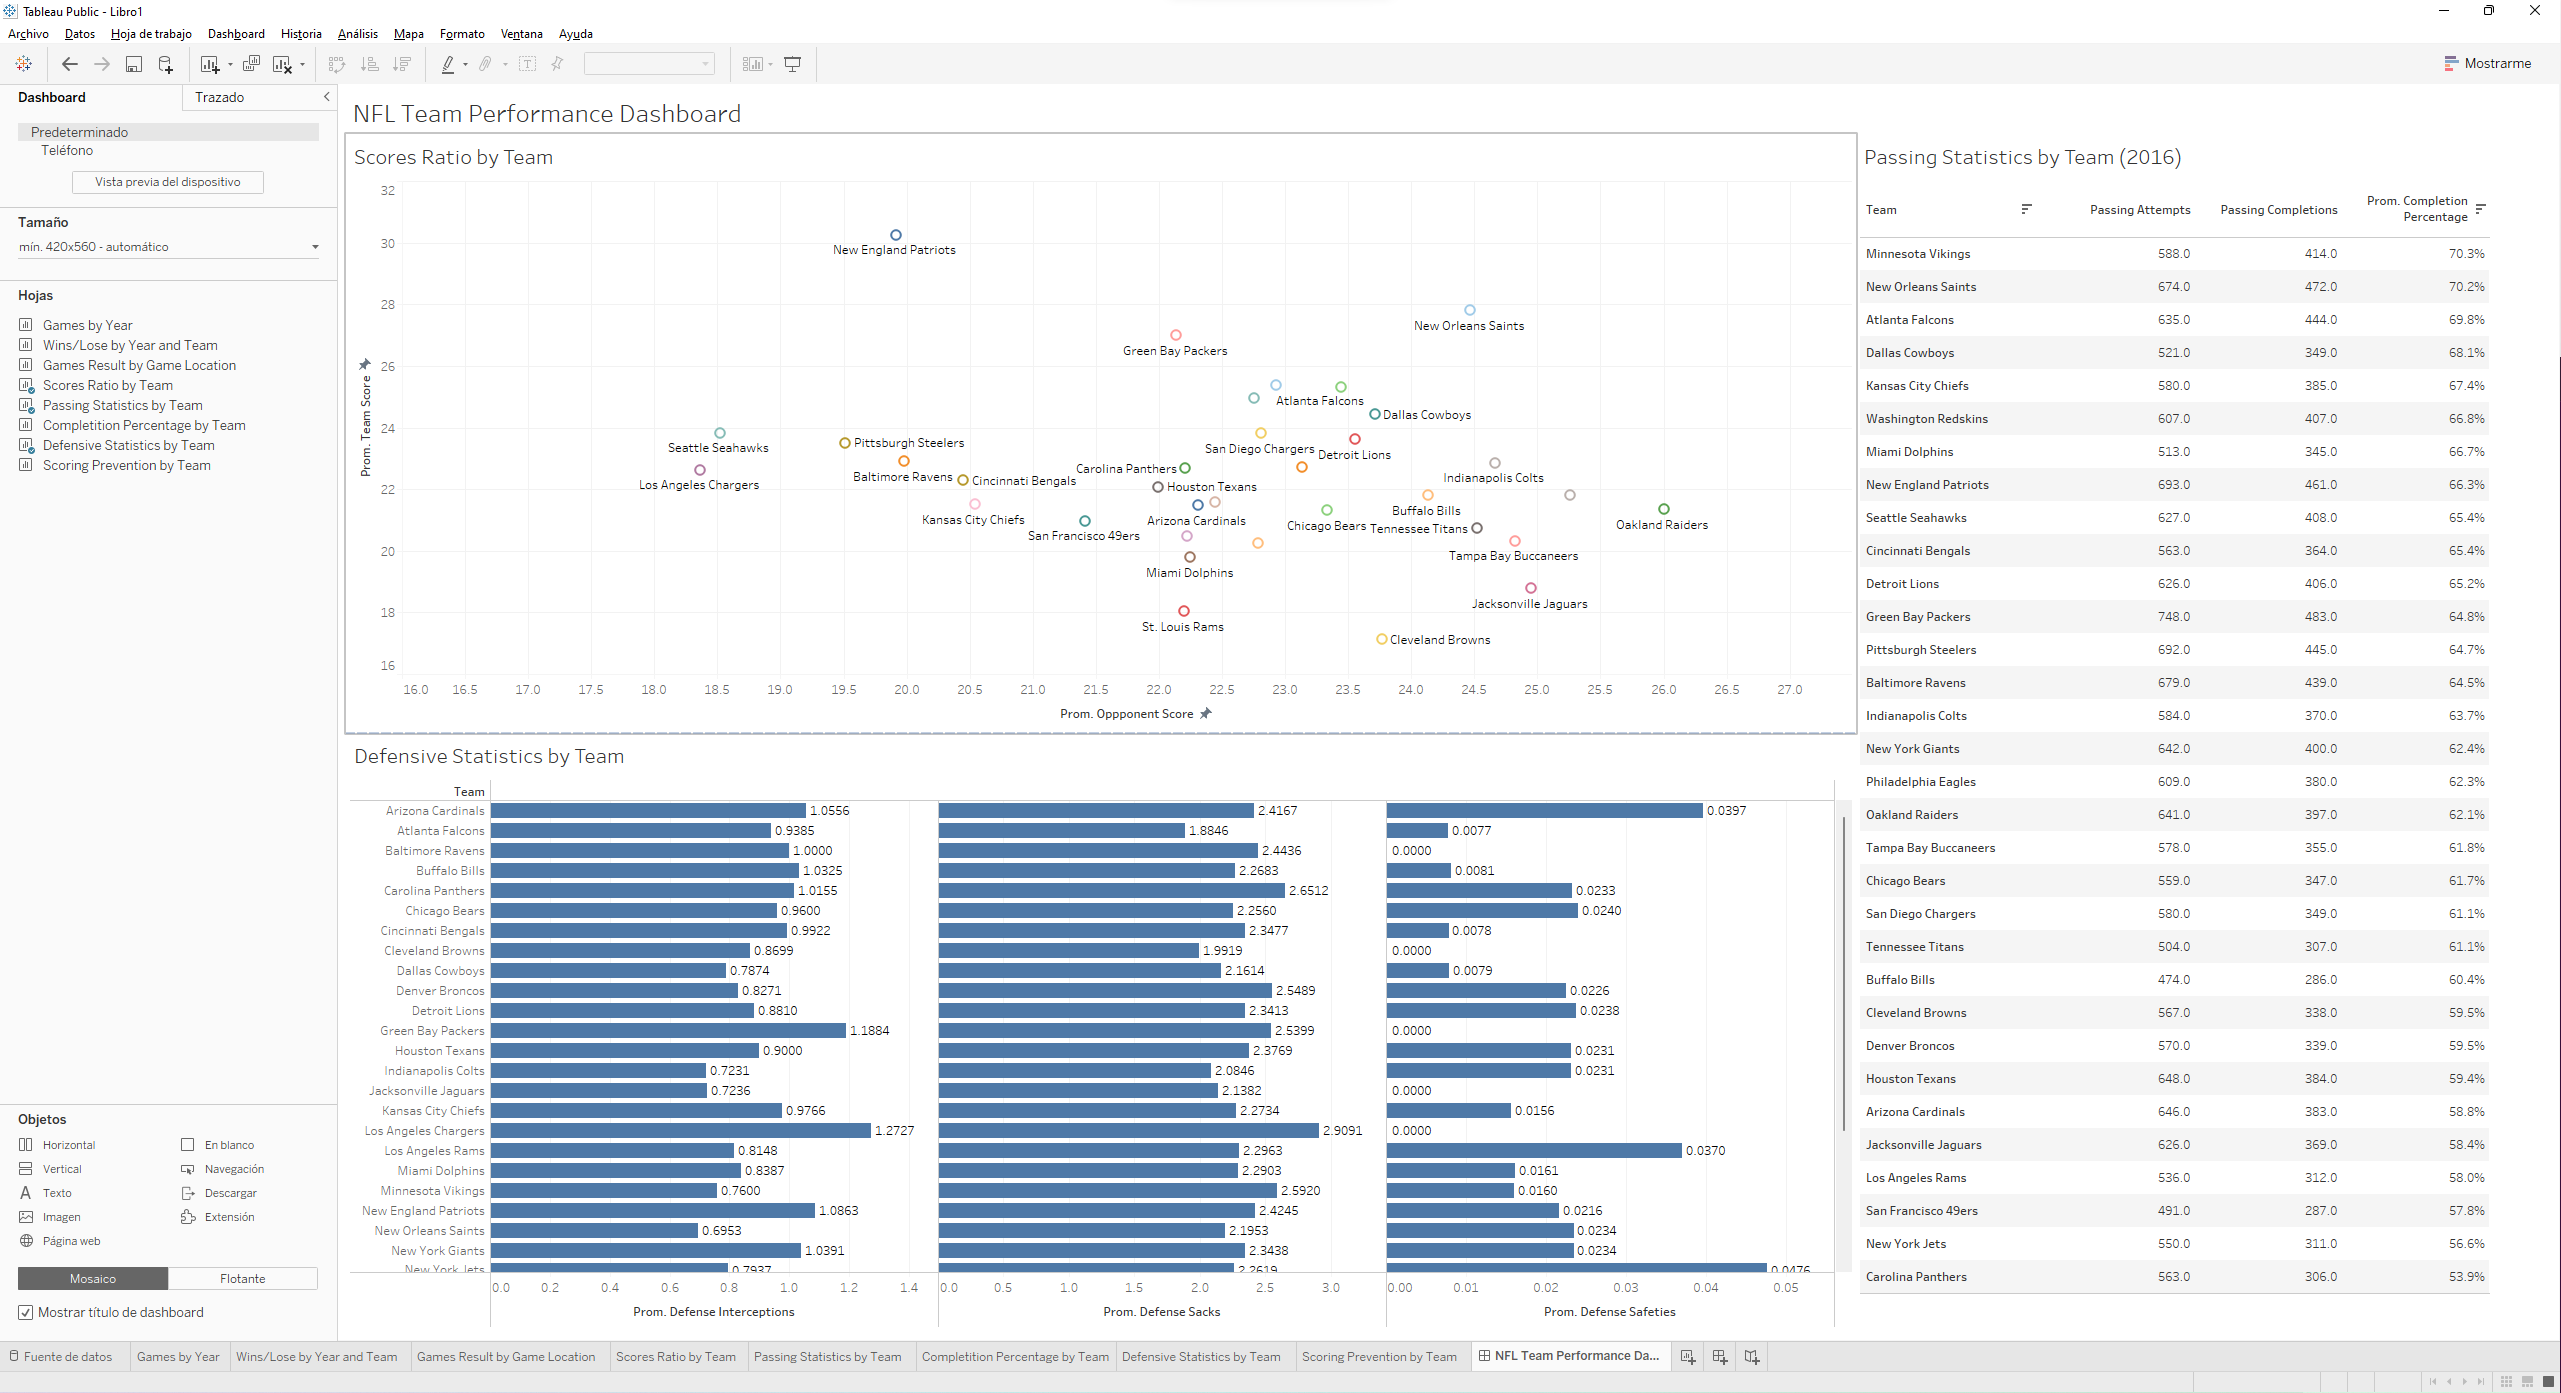 Tableau Public - Libro1
Archivo Datos Hoja de trabajo Dashboard Historia Análisis Mapa Formato Ventana Ayuda
Mostrarme
Dashboard Trazado
Predeterminado
Teléfono
Vista previa del dispositivo
Tamaño
mín. 420x560 - automático
Hojas
Games by Year
Wins/Lose by Year and Team
Games Result by Game Location
Scores Ratio by Team
Passing Statistics by Team
Completition Percentage by Team
Defensive Statistics by Team
Scoring Prevention by Team
Objetos
Horizontal En blanco
Vertical Navegación
Texto Descargar
Imagen Extensión
Página web
Mosaico Flotante
Mostrar título de dashboard
NFL Team Performance Dashboard
Scores Ratio by Team
Prom. Team Score
32
30
28
26
24
22
20
18
16
New England Patriots
New Orleans Saints
Green Bay Packers
Atlanta Falcons
Dallas Cowboys
Seattle Seahawks
Pittsburgh Steelers
San Diego Chargers
Detroit Lions
Los Angeles Chargers
Baltimore Ravens
Cincinnati Bengals
Carolina Panthers
Houston Texans
Indianapolis Colts
Kansas City Chiefs
San Francisco 49ers
Arizona Cardinals
Chicago Bears
Buffalo Bills
Tennessee Titans
Oakland Raiders
Tampa Bay Buccaneers
Miami Dolphins
Jacksonville Jaguars
St. Louis Rams
Cleveland Browns
16.0 16.5 17.0 17.5 18.0 18.5 19.0 19.5 20.0 20.5 21.0 21.5 22.0 22.5 23.0 23.5 24.0 24.5 25.0 25.5 26.0 26.5 27.0
Prom. Oppponent Score
Defensive Statistics by Team
Team
Arizona Cardinals 1.0556 2.4167 0.0397
Atlanta Falcons 0.9385 1.8846 0.0077
Baltimore Ravens 1.0000 2.4436 0.0000
Buffalo Bills 1.0325 2.2683 0.0081
Carolina Panthers 1.0155 2.6512 0.0233
Chicago Bears 0.9600 2.2560 0.0240
Cincinnati Bengals 0.9922 2.3477 0.0078
Cleveland Browns 0.8699 1.9919 0.0000
Dallas Cowboys 0.7874 2.1614 0.0079
Denver Broncos 0.8271 2.5489 0.0226
Detroit Lions 0.8810 2.3413 0.0238
Green Bay Packers 1.1884 2.5399 0.0000
Houston Texans 0.9000 2.3769 0.0231
Indianapolis Colts 0.7231 2.0846 0.0231
Jacksonville Jaguars 0.7236 2.1382 0.0000
Kansas City Chiefs 0.9766 2.2734 0.0156
Los Angeles Chargers 1.2727 2.9091 0.0000
Los Angeles Rams 0.8148 2.2963 0.0370
Miami Dolphins 0.8387 2.2903 0.0161
Minnesota Vikings 0.7600 2.5920 0.0160
New England Patriots 1.0863 2.4245 0.0216
New Orleans Saints 0.6953 2.1953 0.0234
New York Giants 1.0391 2.3438 0.0234
New York Jets 0.7937 2.2619 0.0476
0.0 0.2 0.4 0.6 0.8 1.0 1.2 1.4 0.0 0.5 1.0 1.5 2.0 2.5 3.0 0.00 0.01 0.02 0.03 0.04 0.05
Prom. Defense Interceptions Prom. Defense Sacks Prom. Defense Safeties
Passing Statistics by Team (2016)
Team Passing Attempts Passing Completions Prom. Completion
Percentage
Minnesota Vikings 588.0 414.0 70.3%
New Orleans Saints 674.0 472.0 70.2%
Atlanta Falcons 635.0 444.0 69.8%
Dallas Cowboys 521.0 349.0 68.1%
Kansas City Chiefs 580.0 385.0 67.4%
Washington Redskins 607.0 407.0 66.8%
Miami Dolphins 513.0 345.0 66.7%
New England Patriots 693.0 461.0 66.3%
Seattle Seahawks 627.0 408.0 65.4%
Cincinnati Bengals 563.0 364.0 65.4%
Detroit Lions 626.0 406.0 65.2%
Green Bay Packers 748.0 483.0 64.8%
Pittsburgh Steelers 692.0 445.0 64.7%
Baltimore Ravens 679.0 439.0 64.5%
Indianapolis Colts 584.0 370.0 63.7%
New York Giants 642.0 400.0 62.4%
Philadelphia Eagles 609.0 380.0 62.3%
Oakland Raiders 641.0 397.0 62.1%
Tampa Bay Buccaneers 578.0 355.0 61.8%
Chicago Bears 559.0 347.0 61.7%
San Diego Chargers 580.0 349.0 61.1%
Tennessee Titans 504.0 307.0 61.1%
Buffalo Bills 474.0 286.0 60.4%
Cleveland Browns 567.0 338.0 59.5%
Denver Broncos 570.0 339.0 59.5%
Houston Texans 648.0 384.0 59.4%
Arizona Cardinals 646.0 383.0 58.8%
Jacksonville Jaguars 626.0 369.0 58.4%
Los Angeles Rams 536.0 312.0 58.0%
San Francisco 49ers 491.0 287.0 57.8%
New York Jets 550.0 311.0 56.6%
Carolina Panthers 563.0 306.0 53.9%
Fuente de datos Games by Year Wins/Lose by Year and Team Games Result by Game Location Scores Ratio by Team Passing Statistics by Team Completition Percentage by Team Defensive Statistics by Team Scoring Prevention by Team NFL Team Performance Da...